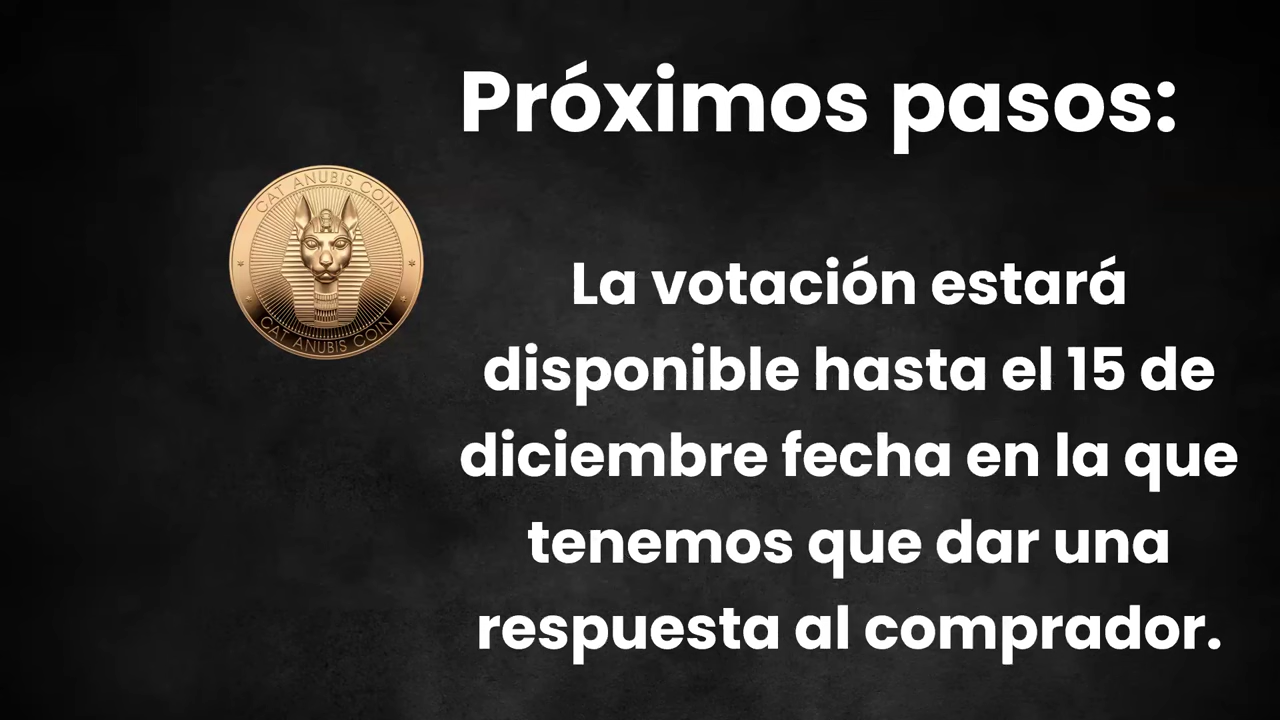 Próximos pasos:
CAT ANUBIS COIN
CAT ANUBIS COIN
La votación estará
disponible hasta el 15 de
diciembre fecha en la que
tenemos que dar una
respuesta al comprador.